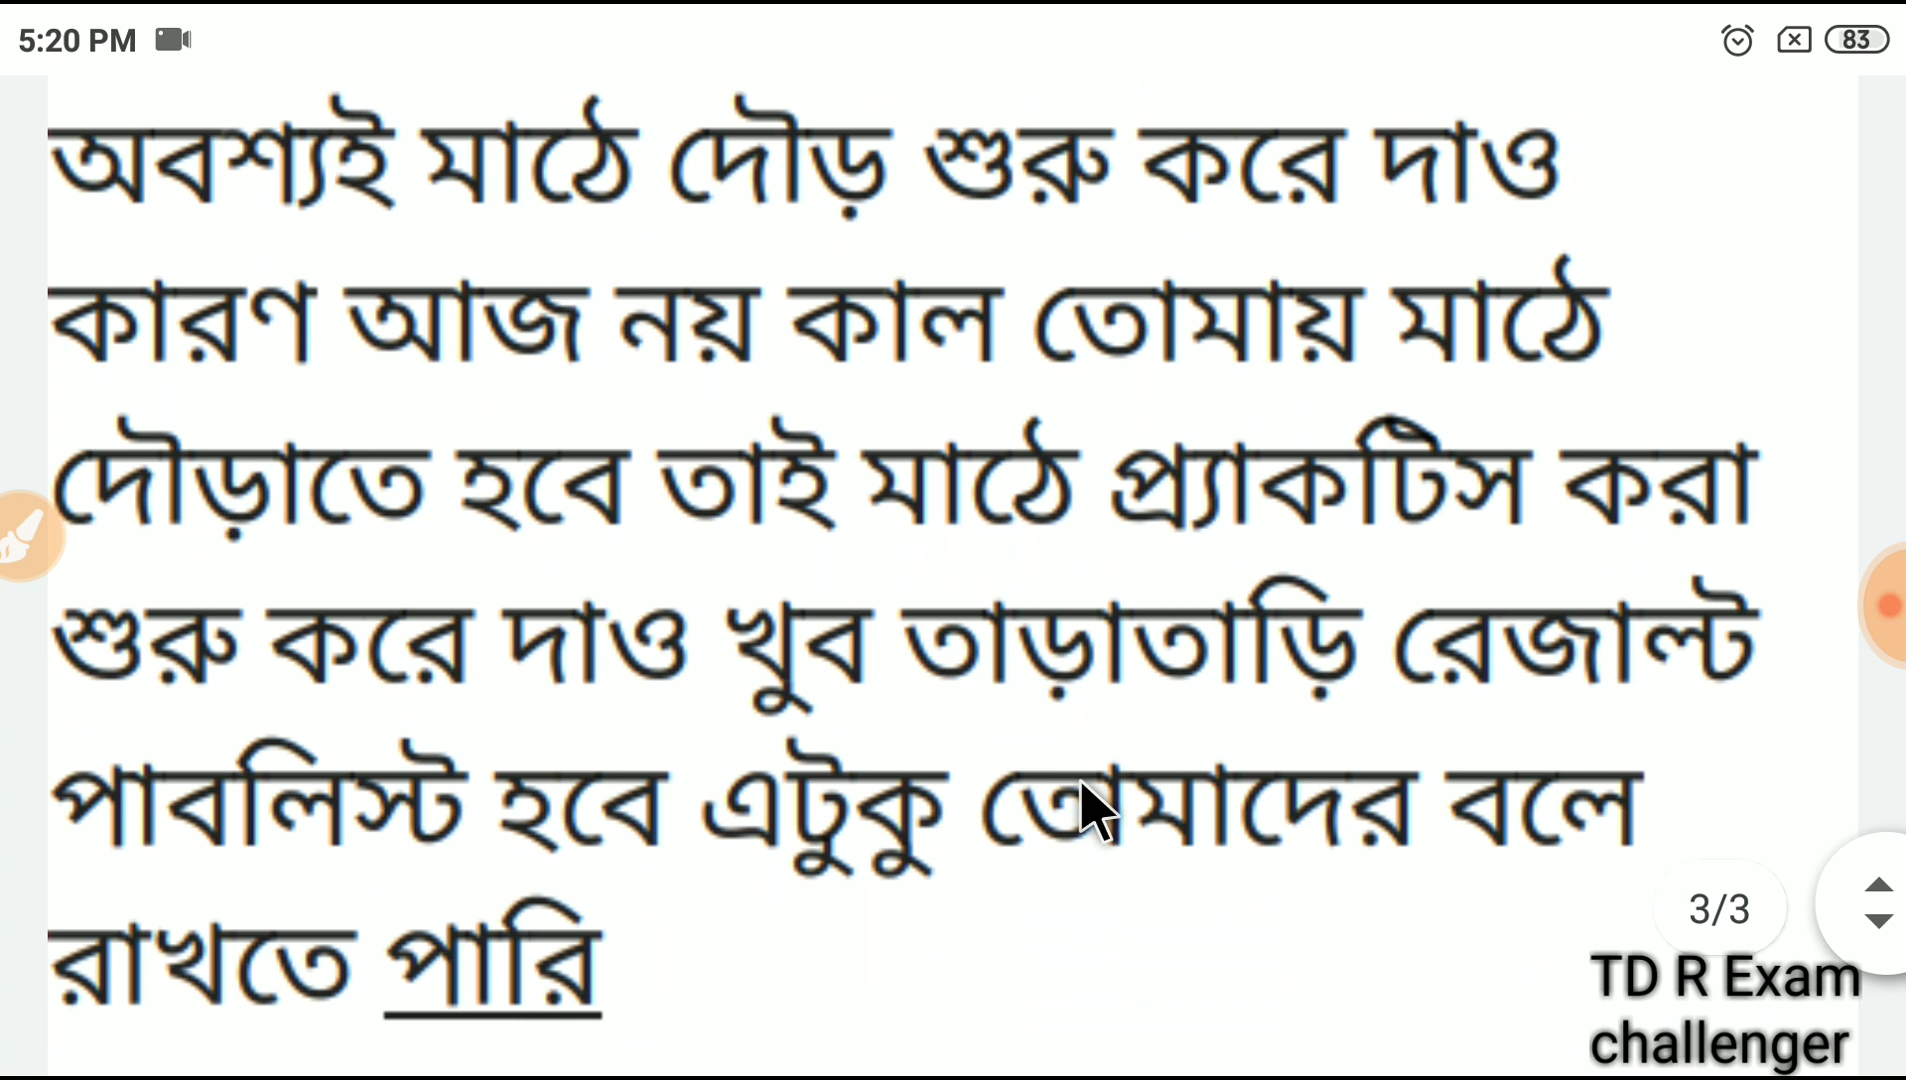 5:20 PM
83
অবশ্যই মাঠে দৌড় শুরু করে দাও
কারণ আজ নয় কাল তোমায় মাঠে
দৌড়াতে হবে তাই মাঠে প্র্যাকটিস করা
শুরু করে দাও খুব তাড়াতাড়ি রেজাল্ট
পাবলিস্ট হবে এটুকু তোমাদের বলে
রাখতে পারি
3/3
TD R Exam
challenger